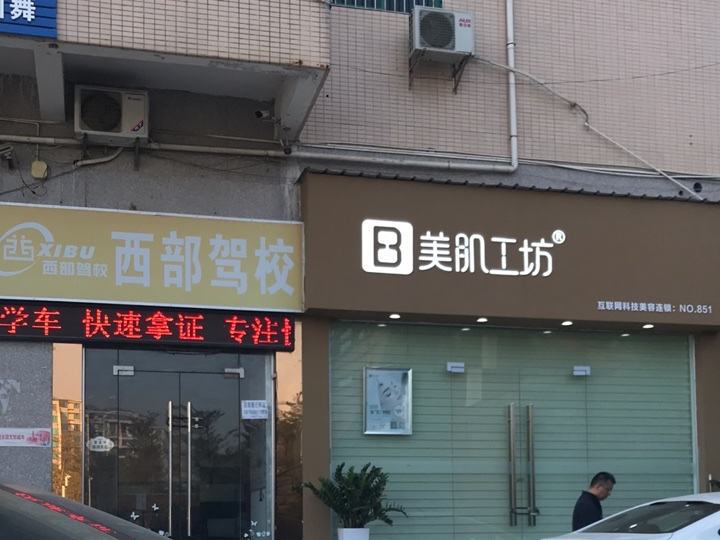 舞
XIBU
西部驾校
西部驾校
学车 快速拿证 专注
B 美肌工坊
互联网科技美容连锁：NO.851